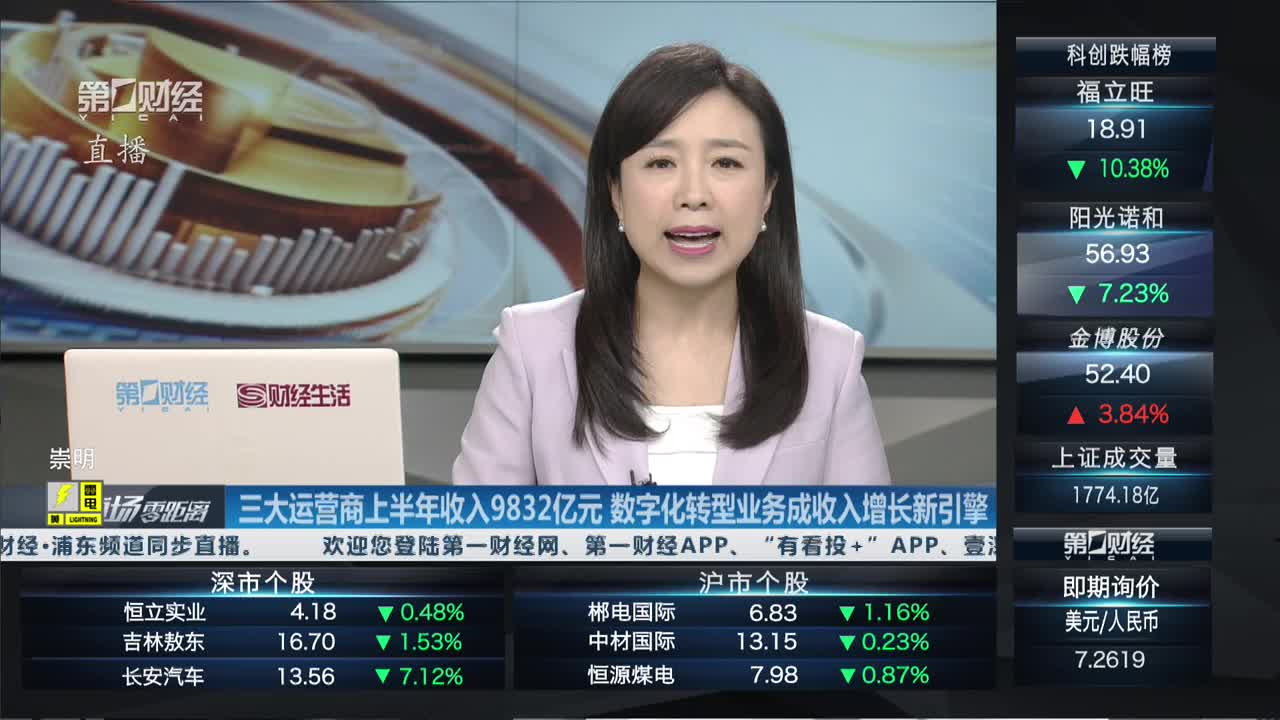 第一财经
YICAI
直播
第一财经
YICAI
财经生活
崇明
雷电
黄 LIGHTNING
市场零距离
三大运营商上半年收入9832亿元 数字化转型业务成收入增长新引擎
财经·浦东频道同步直播。 欢迎您登陆第一财经网、第一财经APP、“有看投+”APP、壹
深市个股
恒立实业 4.18 ▼0.48%
吉林敖东 16.70 ▼1.53%
长安汽车 13.56 ▼7.12%
沪市个股
郴电国际 6.83 ▼1.16%
中材国际 13.15 ▼0.23%
恒源煤电 7.98 ▼0.87%
科创跌幅榜
福立旺
18.91
▼ 10.38%
阳光诺和
56.93
▼ 7.23%
金博股份
52.40
▲ 3.84%
上证成交量
1774.18亿
第一财经
YICAI
即期询价
美元/人民币
7.2619